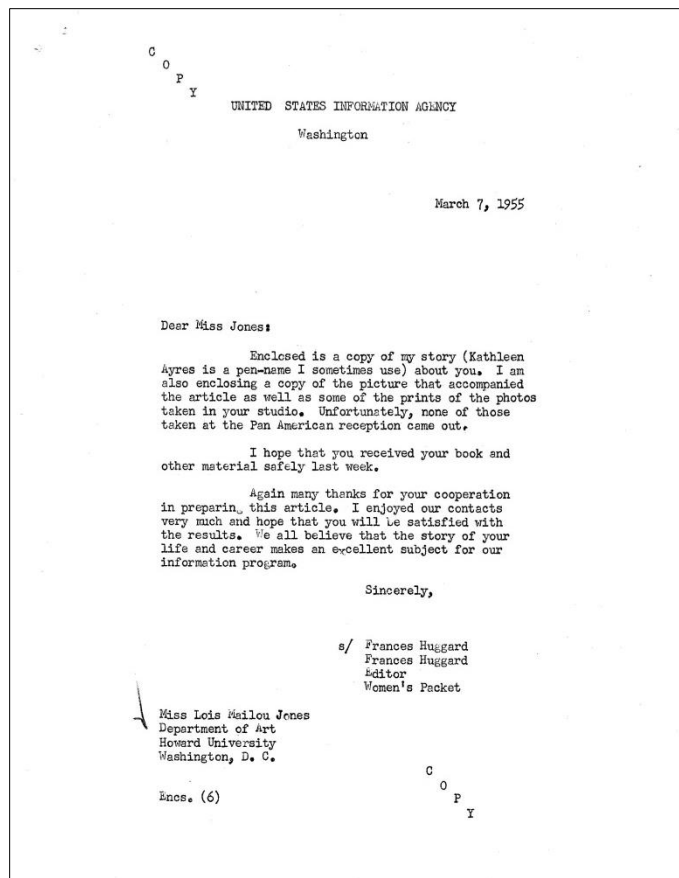 C
O
P
Y
UNITED STATES INFORMATION AGENCY
Washington
March 7, 1955
Dear Miss Jones:
Enclosed is a copy of my story (Kathleen
Ayres is a pen-name I sometimes use) about you. I am
also enclosing a copy of the picture that accompanied
the article as well as some of the prints of the photos
taken in your studio. Unfortunately, none of those
taken at the Pan American reception came out.
I hope that you received your book and
other material safely last week.
Again many thanks for your cooperation
in preparing this article. I enjoyed our contacts
very much and hope that you will be satisfied with
the results. We all believe that the story of your
life and career makes an excellent subject for our
information program.
Sincerely,
s/ Frances Huggard
Frances Huggard
Editor
Women's Packet
Miss Lois Mailou Jones
Department of Art
Howard University
Washington, D. C.
Encs. (6)
C
O
P
Y